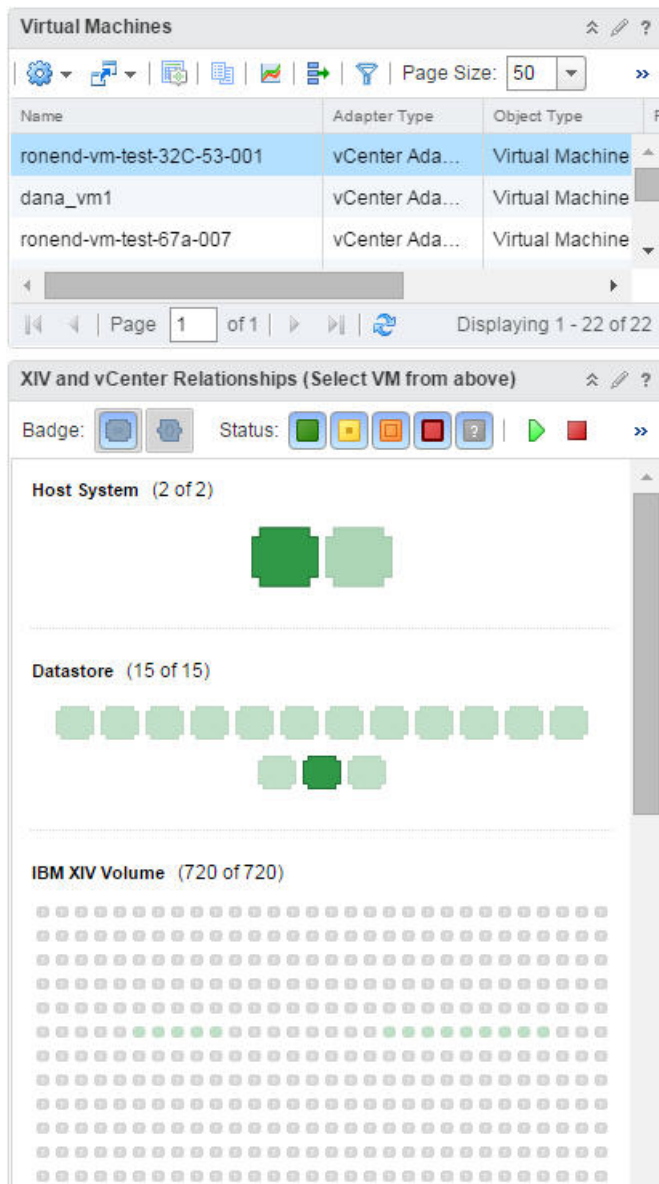 Virtual Machines ?
Page Size: 50 »
Name Adapter Type Object Type
ronend-vm-test-32C-53-001 vCenter Ada... Virtual Machine
dana_vm1 vCenter Ada... Virtual Machine
ronend-vm-test-67a-007 vCenter Ada... Virtual Machine
Page 1 of 1 Displaying 1 - 22 of 22
XIV and vCenter Relationships (Select VM from above) ?
Badge: Status: ? »
Host System (2 of 2)
Datastore (15 of 15)
IBM XIV Volume (720 of 720)